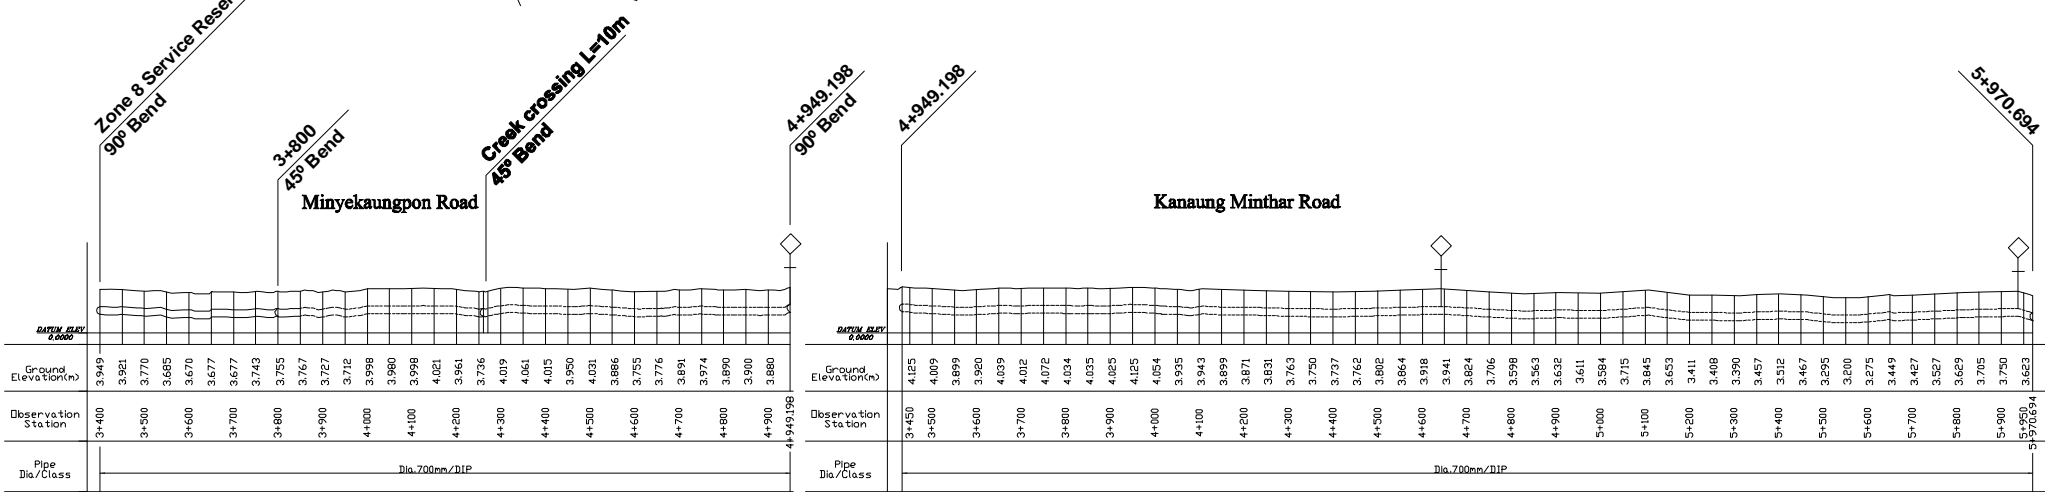 Zone 8 Service Reser
90º Bend
3+800
45º Bend
Creek crossing L=10m
45º Bend
4+949.198
90º Bend
Minyekaungpon Road
DATUM ELEV
0.0000
Ground
Elevation(m)
3.949 3.921 3.770 3.685 3.670 3.677 3.677 3.743 3.755 3.767 3.727 3.712 3.998 3.980 3.998 4.021 3.961 3.736 4.019 4.061 4.015 3.950 4.031 3.886 3.755 3.776 3.891 3.974 3.890 3.900 3.880
Observation
Station
3+400 3+500 3+600 3+700 3+800 3+900 4+000 4+100 4+200 4+300 4+400 4+500 4+600 4+700 4+800 4+900 4+949.198
Pipe
Dia/Class
Dia.700mm/DIP
4+949.198
5+970.694
Kanaung Minthar Road
DATUM ELEV
0.0000
Ground
Elevation(m)
4.125 4.009 3.899 3.920 4.039 4.012 4.072 4.034 4.035 4.025 4.125 4.054 3.935 3.943 3.899 3.871 3.831 3.763 3.750 3.737 3.762 3.802 3.864 3.918 3.941 3.824 3.706 3.598 3.563 3.632 3.611 3.584 3.715 3.845 3.653 3.411 3.408 3.390 3.457 3.512 3.467 3.295 3.200 3.275 3.449 3.427 3.527 3.629 3.705 3.750 3.623
Observation
Station
3+450 3+500 3+600 3+700 3+800 3+900 4+000 4+100 4+200 4+300 4+400 4+500 4+600 4+700 4+800 4+900 5+000 5+100 5+200 5+300 5+400 5+500 5+600 5+700 5+800 5+900 5+950 5+970.694
Pipe
Dia/Class
Dia.700mm/DIP